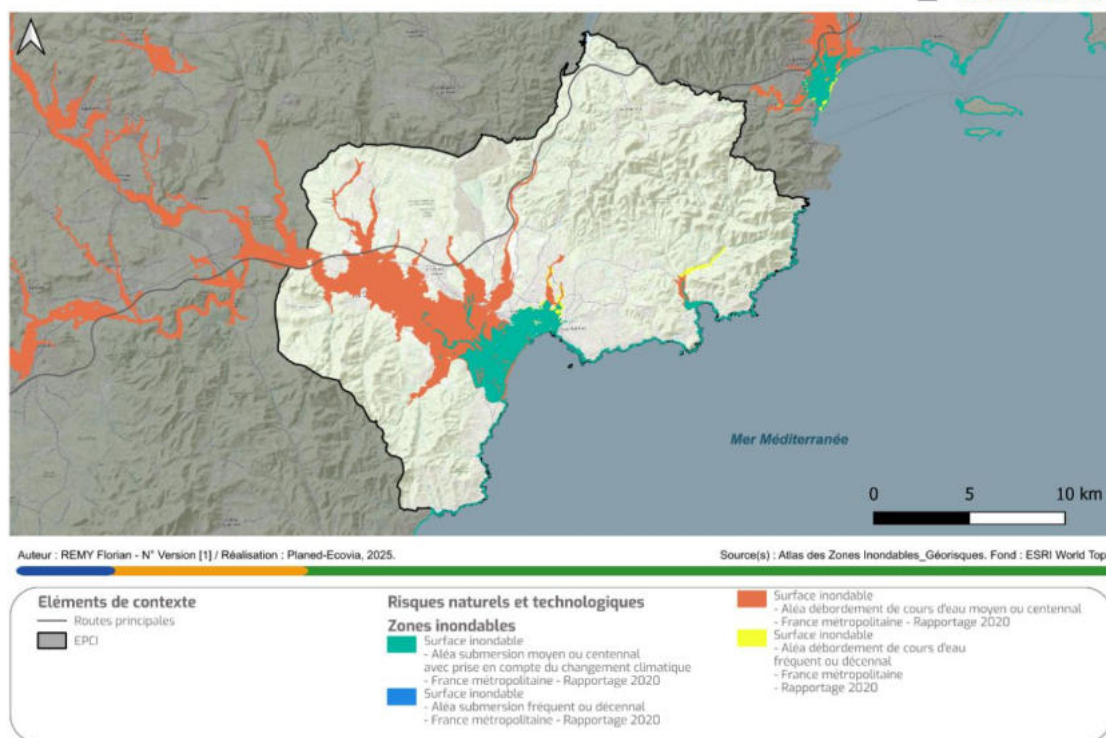 Mer Méditerranée
0 5 10 km
Auteur : REMY Florian - N° Version [1] / Réalisation : Planed-Ecovia, 2025.
Source(s) : Atlas des Zones Inondables_Géorisques. Fond : ESRI World Top
Eléments de contexte
Routes principales
EPCI
Risques naturels et technologiques
Zones inondables
Surface inondable
- Aléa submersion moyen ou centennal
avec prise en compte du changement climatique
- France métropolitaine - Rapportage 2020
Surface inondable
- Aléa submersion fréquent ou décennal
- France métropolitaine - Rapportage 2020
Surface inondable
- Aléa débordement de cours d'eau moyen ou centennal
- France métropolitaine - Rapportage 2020
Surface inondable
- Aléa débordement de cours d'eau
fréquent ou décennal
- France métropolitaine
- Rapportage 2020